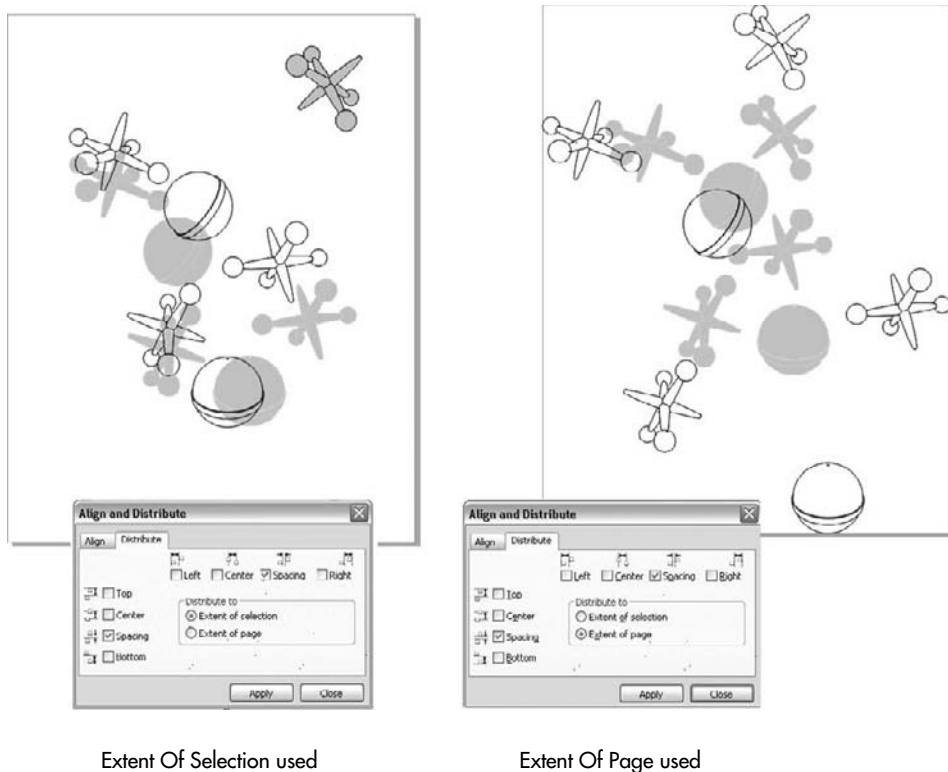 Align and Distribute
Align Distribute
Left Center Spacing Right
Top
Center
Spacing
Bottom
Distribute to
Extent of selection
Extent of page
Apply Close
Align and Distribute
Align Distribute
Left Center Spacing Right
Top
Center
Spacing
Bottom
Distribute to
Extent of selection
Extent of page
Apply Close
Extent Of Selection used
Extent Of Page used